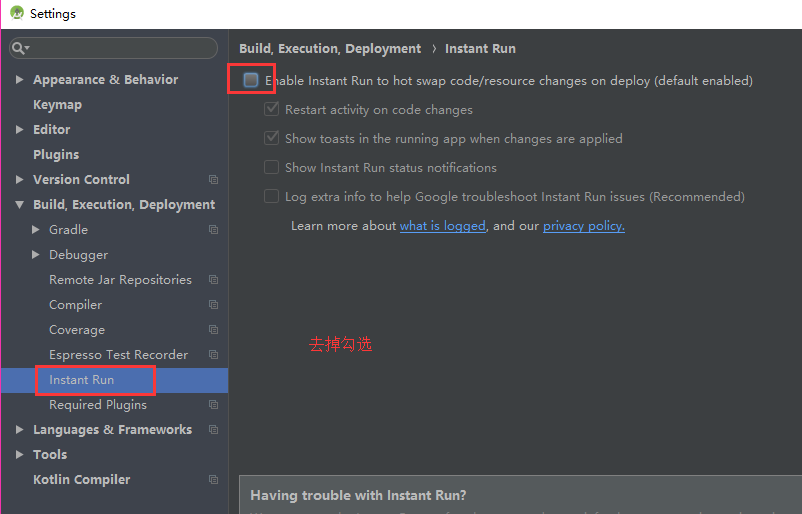 Settings
Build, Execution, Deployment › Instant Run
Appearance & Behavior
Keymap
Editor
Plugins
Version Control
Build, Execution, Deployment
Gradle
Debugger
Remote Jar Repositories
Compiler
Coverage
Espresso Test Recorder
Instant Run
Required Plugins
Languages & Frameworks
Tools
Kotlin Compiler
Enable Instant Run to hot swap code/resource changes on deploy (default enabled)
Restart activity on code changes
Show toasts in the running app when changes are applied
Show Instant Run status notifications
Log extra info to help Google troubleshoot Instant Run issues (Recommended)
Learn more about what is logged, and our privacy policy.
去掉勾选
Having trouble with Instant Run?